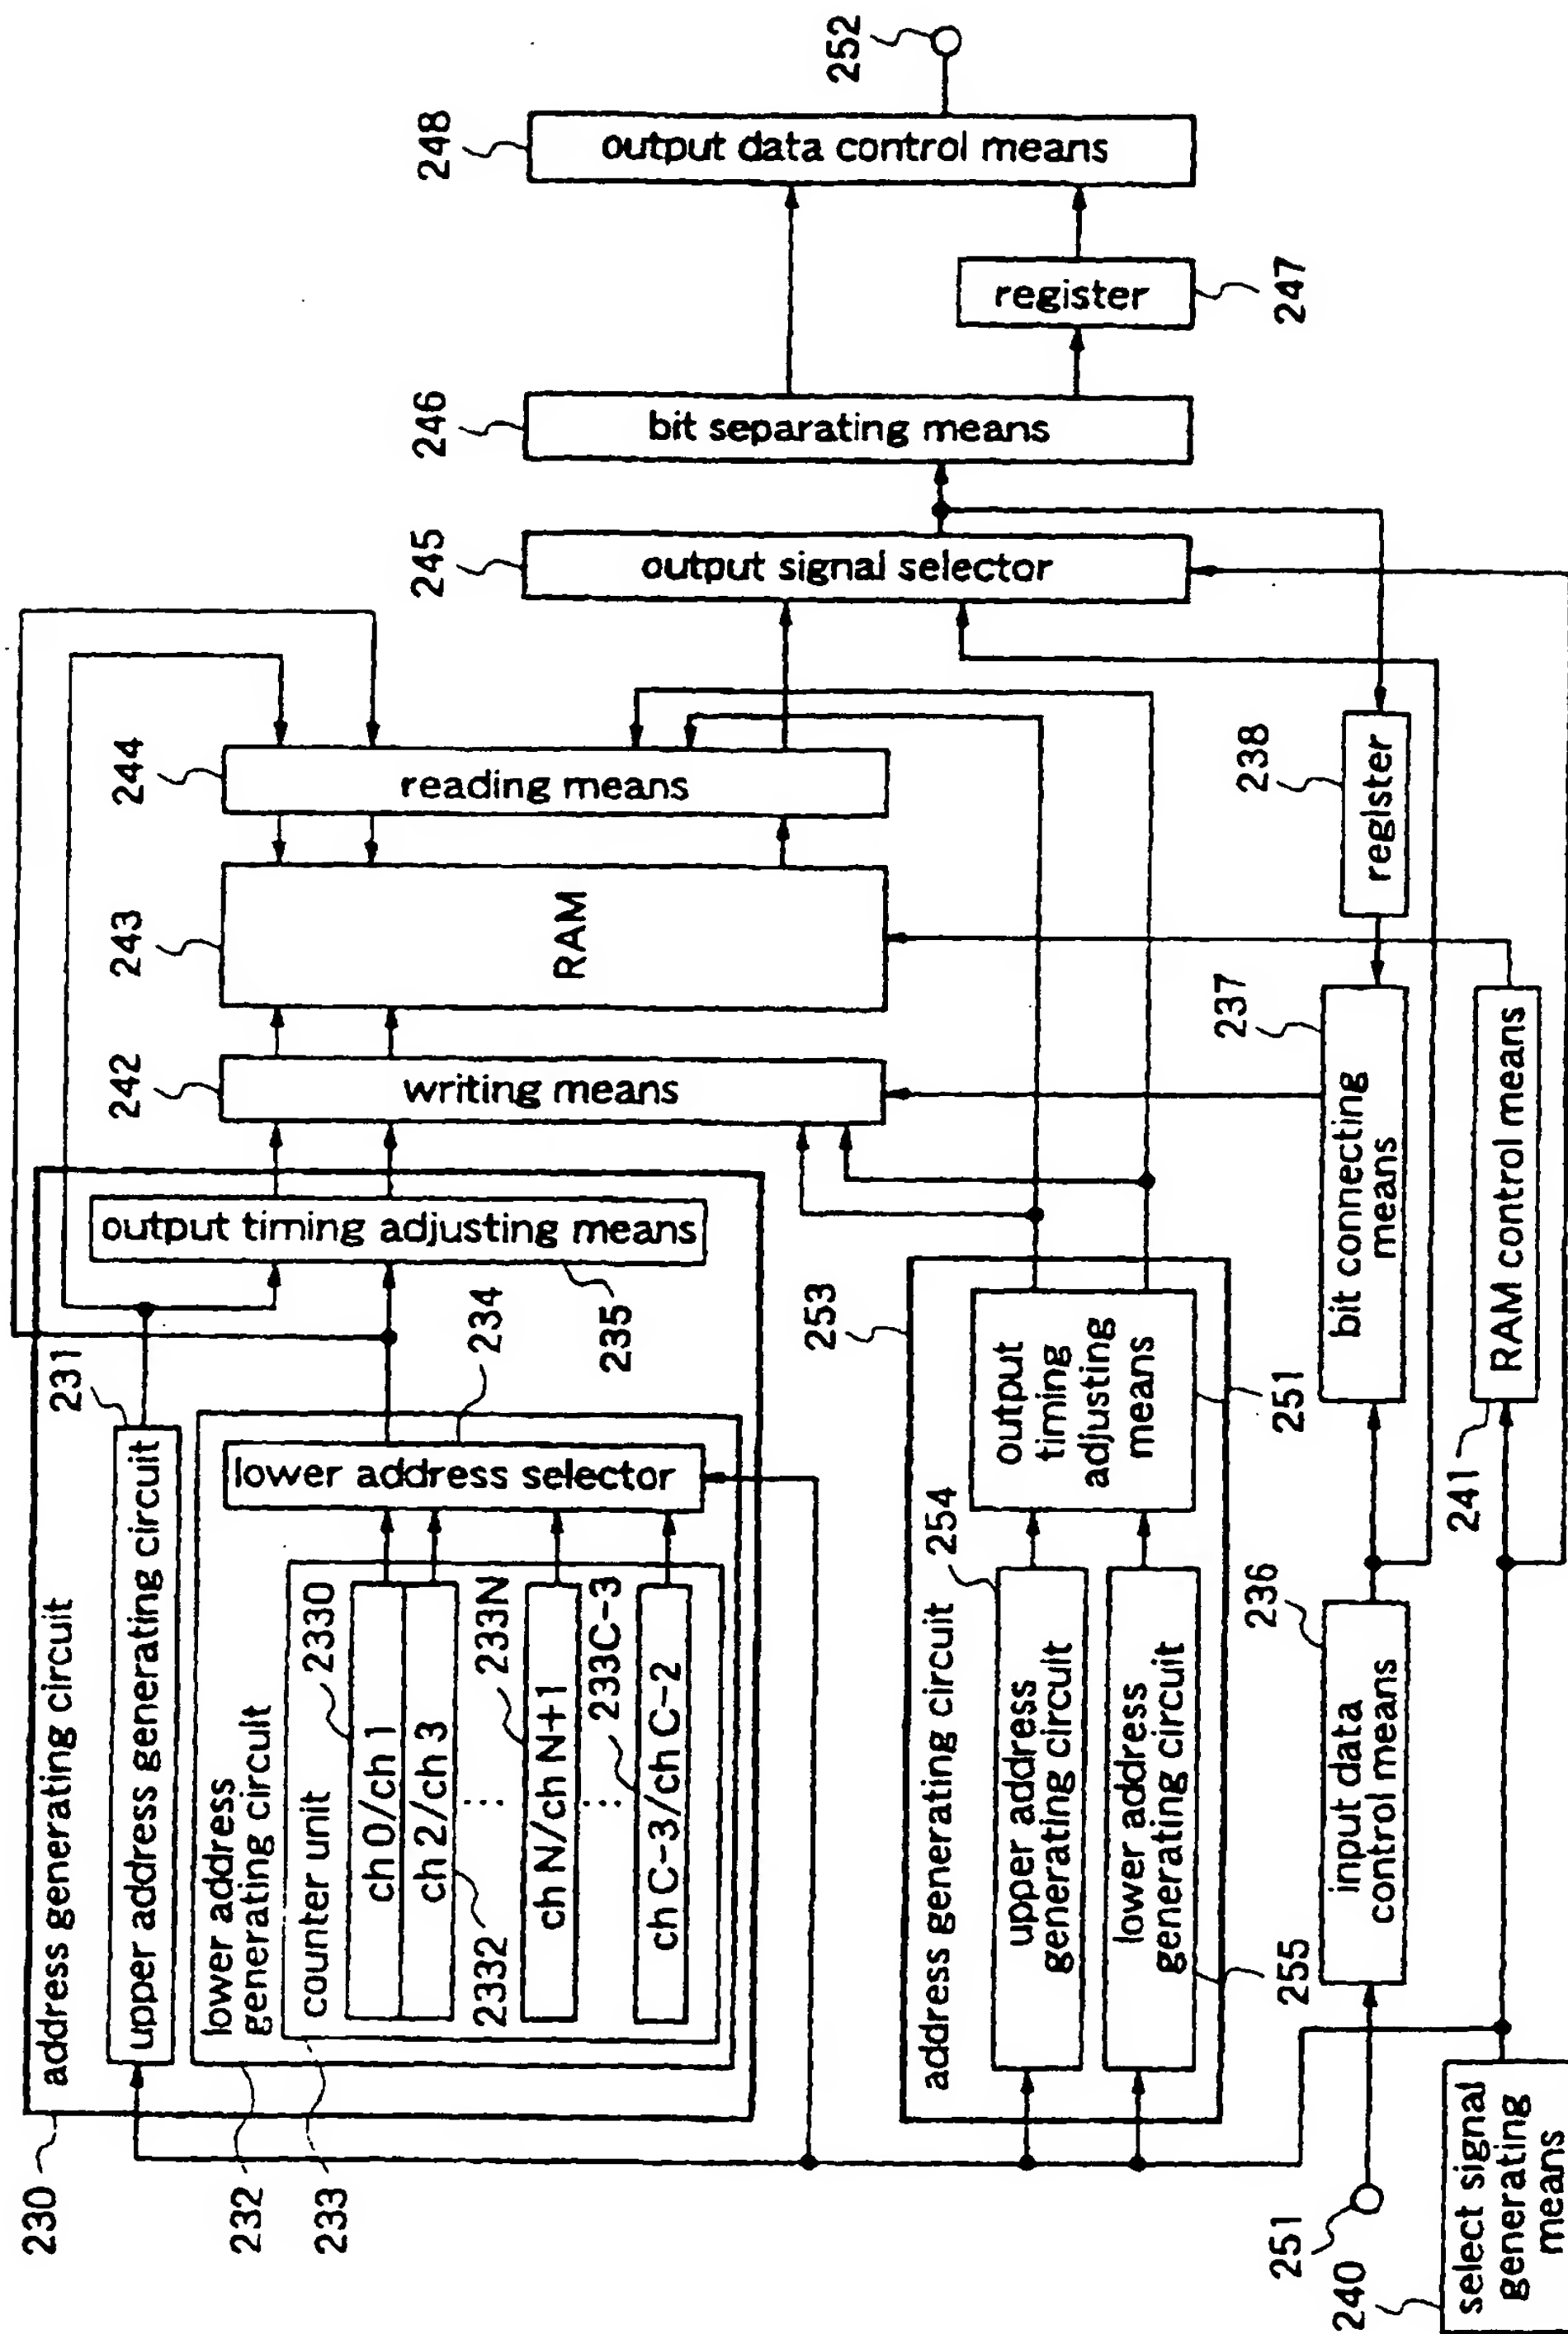 230
address generating circuit
231
upper address generating circuit
232
lower address
generating circuit
233
counter unit
2330
ch 0/ch 1
ch 2/ch 3
2332
⋮
233N
ch N/ch N+1
⋮
233C-3
ch C-3/ch C-2
lower address selector
234
output timing adjusting means
235
242
writing means
243
RAM
244
reading means
245
output signal selector
246
bit separating means
register
247
248
output data control means
252
253
address generating circuit
254
upper address
generating circuit
lower address
generating circuit
255
output
timing
adjusting
means
251
251
236
input data
control means
237
bit connecting
means
238
register
240
select signal
generating
means
241
RAM control means